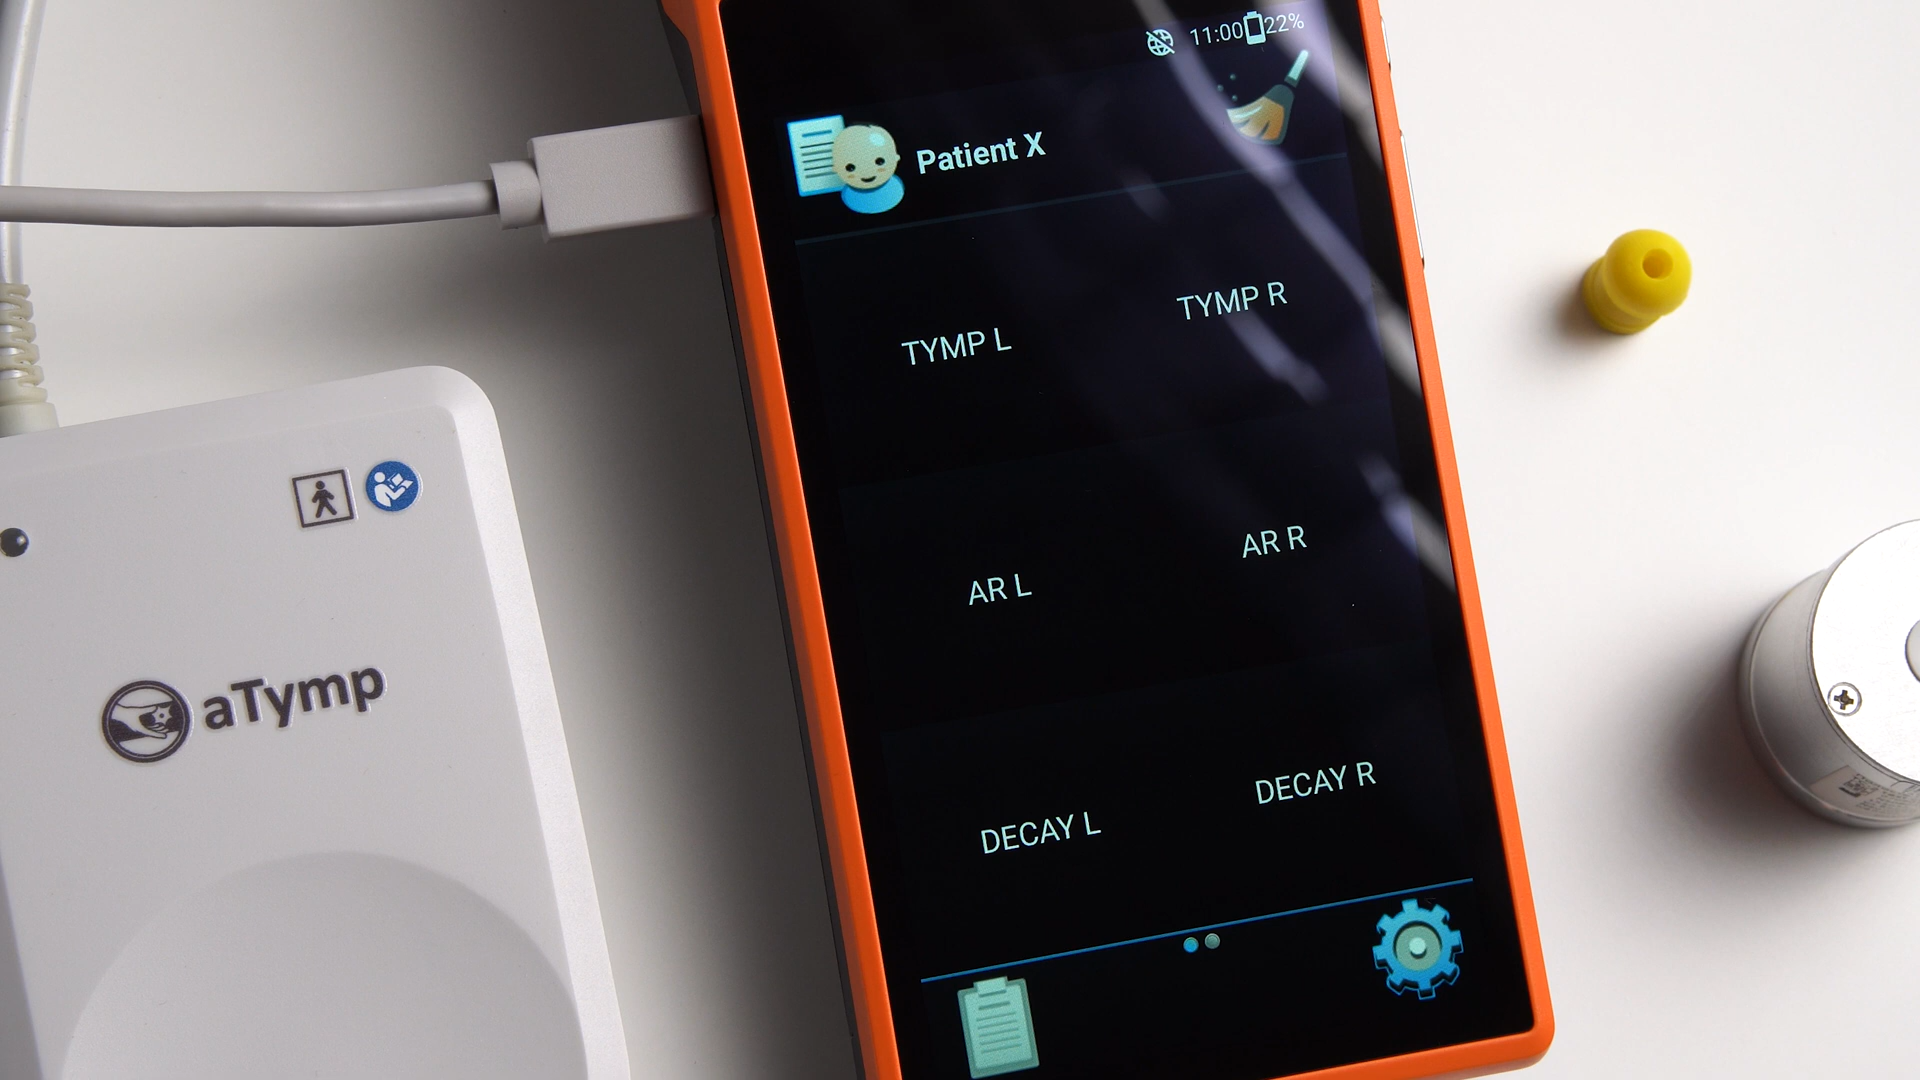 11:00 22%
Patient X
TYMP L
TYMP R
AR L
AR R
DECAY L
DECAY R
aTymp